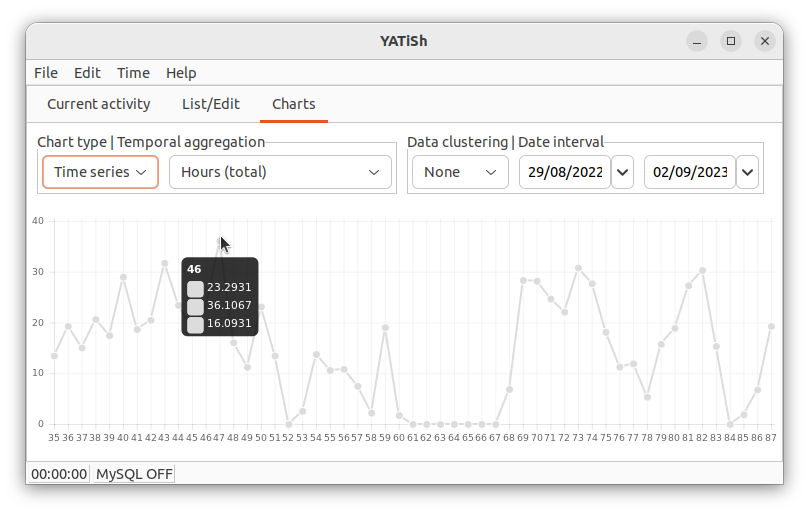 YATiSh
File Edit Time Help
Current activity List/Edit Charts
Chart type | Temporal aggregation Data clustering | Date interval
Time series Hours (total) None 29/08/2022 02/09/2023
40
46
30
23.2931
36.1067
20
16.0931
10
0
35 36 37 38 39 40 41 42 43 44 45 46 47 48 49 50 51 52 53 54 55 56 57 58 59 60 61 62 63 64 65 66 67 68 69 70 71 72 73 74 75 76 77 78 79 80 81 82 83 84 85 86 87
00:00:00 MySQL OFF